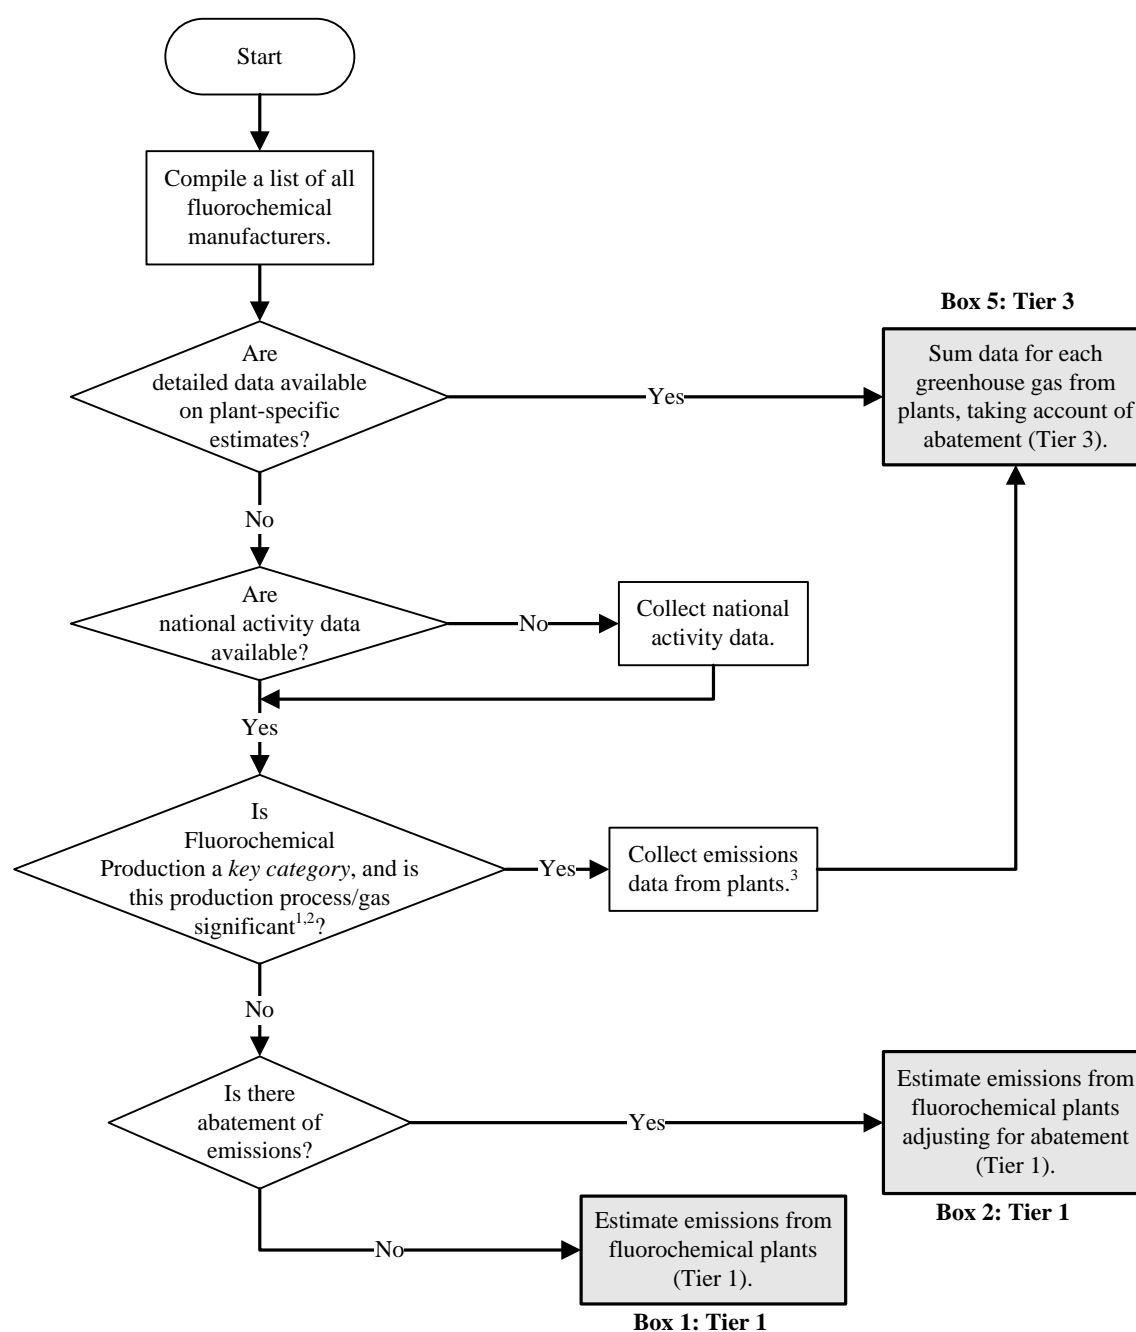 Start
Compile a list of all
fluorochemical
manufacturers.
Box 5: Tier 3
Are
detailed data available
on plant-specific
estimates?
Yes
Sum data for each
greenhouse gas from
plants, taking account of
abatement (Tier 3).
No
Are
national activity data
available?
No
Collect national
activity data.
Yes
Is
Fluorochemical
Production a key category, and is
this production process/gas
significant1,2?
Yes
Collect emissions
data from plants.3
No
Is there
abatement of
emissions?
Yes
Estimate emissions from
fluorochemical plants
adjusting for abatement
(Tier 1).
Box 2: Tier 1
No
Estimate emissions from
fluorochemical plants
(Tier 1).
Box 1: Tier 1